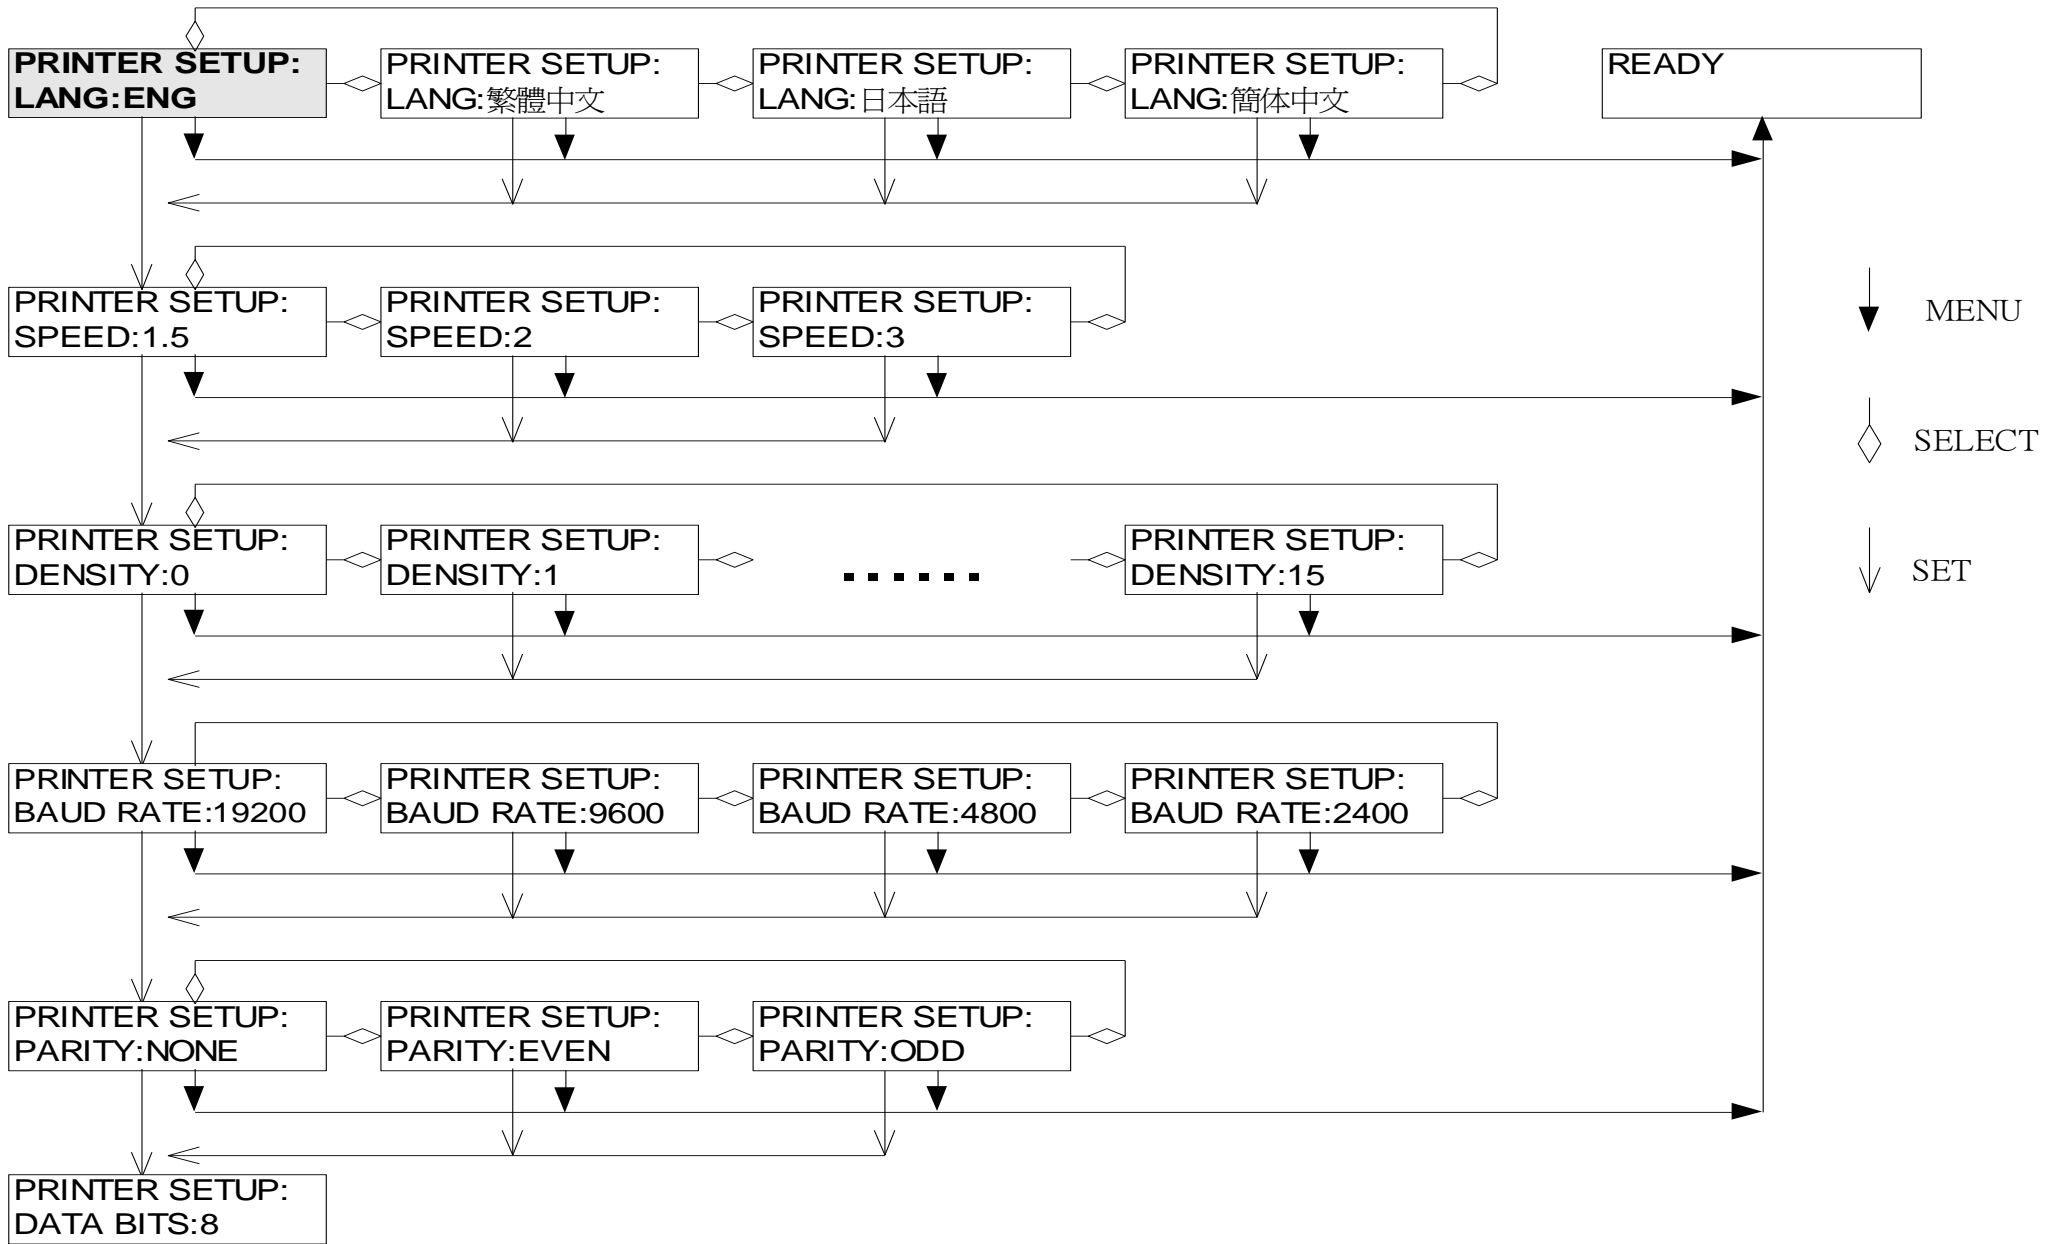 PRINTER SETUP:
LANG:ENG
PRINTER SETUP:
LANG:繁體中文
PRINTER SETUP:
LANG:日本語
PRINTER SETUP:
LANG:簡体中文
READY
PRINTER SETUP:
SPEED:1.5
PRINTER SETUP:
SPEED:2
PRINTER SETUP:
SPEED:3
MENU
SELECT
SET
PRINTER SETUP:
DENSITY:0
PRINTER SETUP:
DENSITY:1
......
PRINTER SETUP:
DENSITY:15
PRINTER SETUP:
BAUD RATE:19200
PRINTER SETUP:
BAUD RATE:9600
PRINTER SETUP:
BAUD RATE:4800
PRINTER SETUP:
BAUD RATE:2400
PRINTER SETUP:
PARITY:NONE
PRINTER SETUP:
PARITY:EVEN
PRINTER SETUP:
PARITY:ODD
PRINTER SETUP:
DATA BITS:8